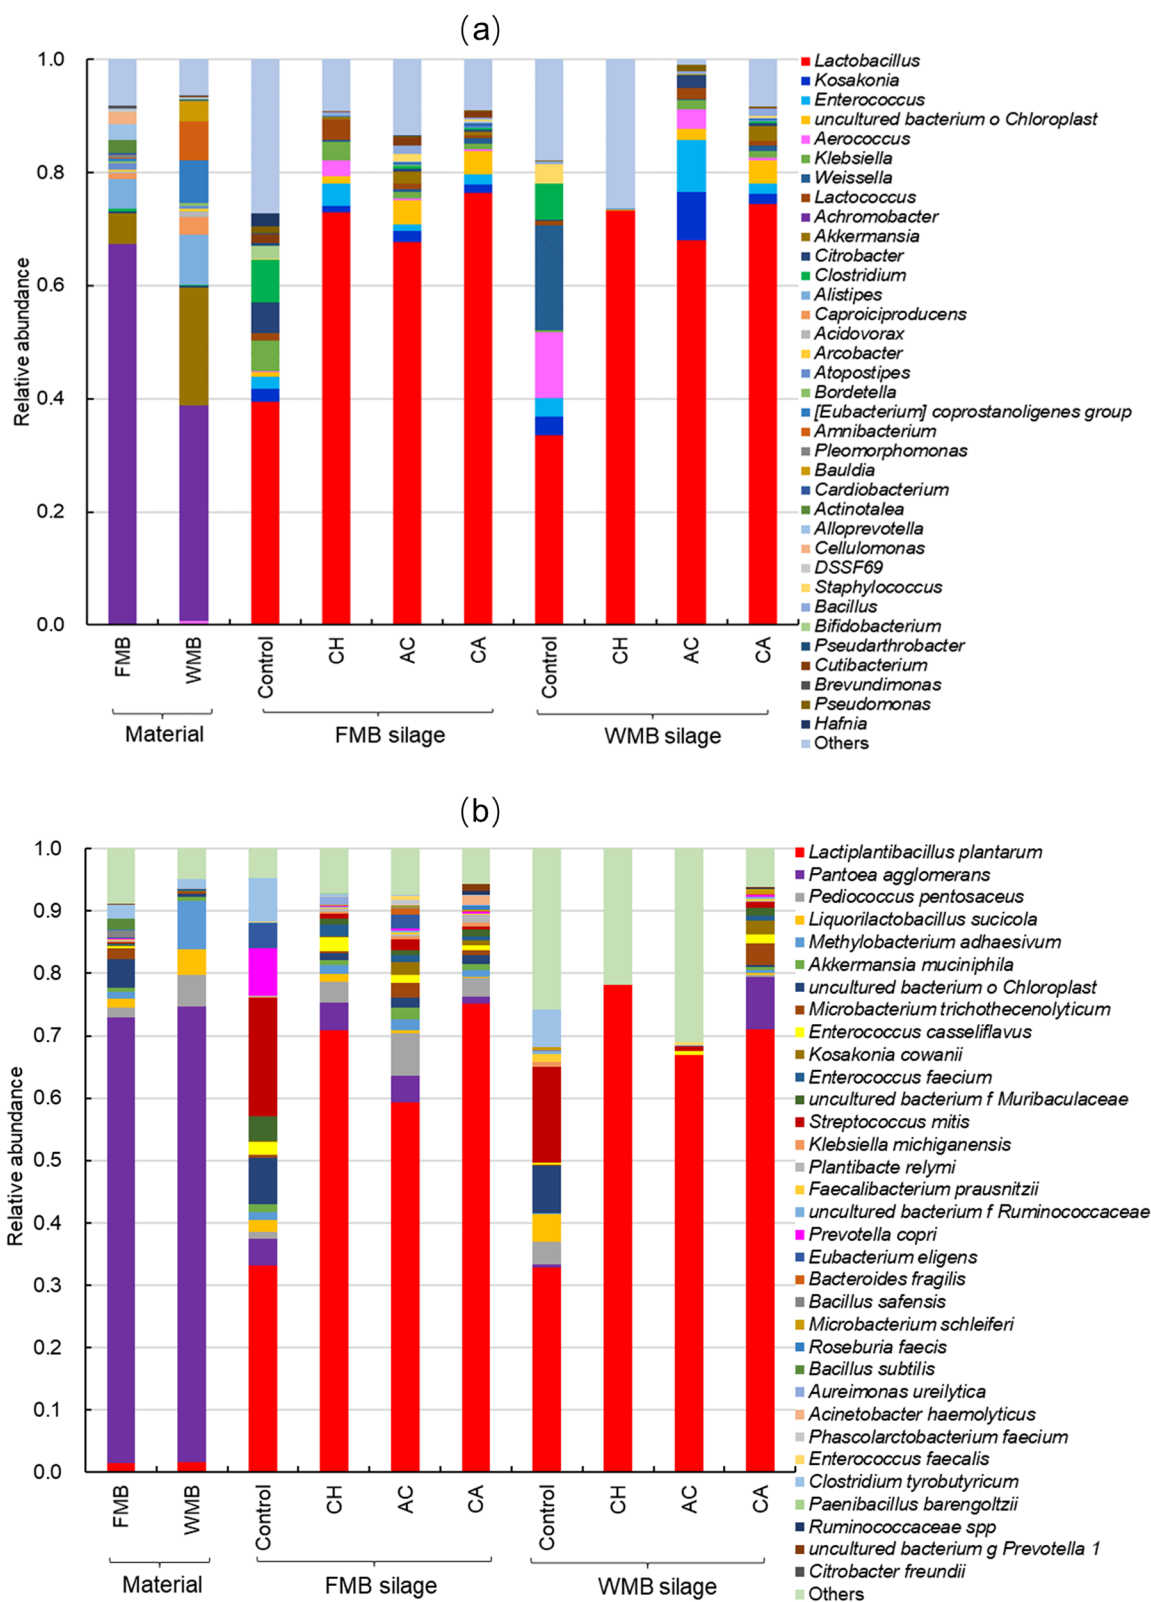 (a)
Relative abundance
1.0
0.8
0.6
0.4
0.2
0.0
FMB
WMB
Control
CH
AC
CA
Control
CH
AC
CA
Material
FMB silage
WMB silage
Lactobacillus
Kosakonia
Enterococcus
uncultured bacterium o Chloroplast
Aerococcus
Klebsiella
Weissella
Lactococcus
Achromobacter
Akkermansia
Citrobacter
Clostridium
Alistipes
Caproiciproducens
Acidovorax
Arcobacter
Atopostipes
Bordetella
[Eubacterium] coprostanoligenes group
Amnibacterium
Pleomorphomonas
Bauldia
Cardiobacterium
Actinotalea
Alloprevotella
Cellulomonas
DSSF69
Staphylococcus
Bacillus
Bifidobacterium
Pseudarthrobacter
Cutibacterium
Brevundimonas
Pseudomonas
Hafnia
Others
(b)
Relative abundance
1.0
0.9
0.8
0.7
0.6
0.5
0.4
0.3
0.2
0.1
0.0
FMB
WMB
Control
CH
AC
CA
Control
CH
AC
CA
Material
FMB silage
WMB silage
Lactiplantibacillus plantarum
Pantoea agglomerans
Pediococcus pentosaceus
Liquorilactobacillus sucicola
Methylobacterium adhaesivum
Akkermansia muciniphila
uncultured bacterium o Chloroplast
Microbacterium trichothecenolyticum
Enterococcus casseliflavus
Kosakonia cowanii
Enterococcus faecium
uncultured bacterium f Muribaculaceae
Streptococcus mitis
Klebsiella michiganensis
Plantibacte relymi
Faecalibacterium prausnitzii
uncultured bacterium f Ruminococcaceae
Prevotella copri
Eubacterium eligens
Bacteroides fragilis
Bacillus safensis
Microbacterium schleiferi
Roseburia faecis
Bacillus subtilis
Aureimonas ureilytica
Acinetobacter haemolyticus
Phascolarctobacterium faecium
Enterococcus faecalis
Clostridium tyrobutyricum
Paenibacillus barengoltzii
Ruminococcaceae spp
uncultured bacterium g Prevotella 1
Citrobacter freundii
Others